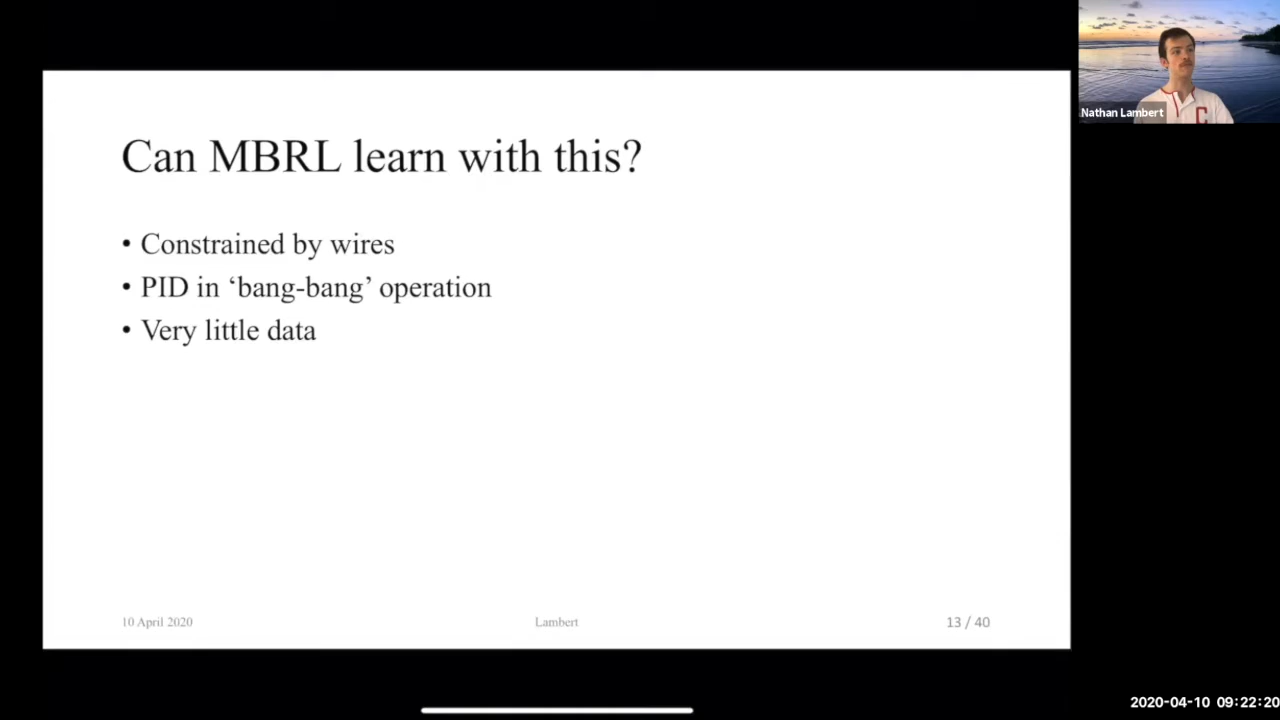 Can MBRL learn with this?
• Constrained by wires
• PID in ‘bang-bang’ operation
• Very little data
10 April 2020
Lambert
13 / 40
Nathan Lambert
C
2020-04-10 09:22:20